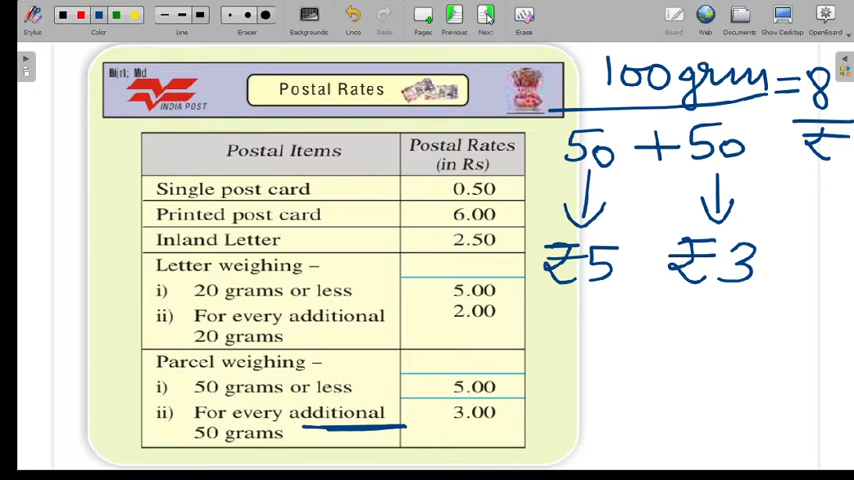 Stylus
Color
Line
Eraser
Backgrounds
Undo
Redo
Pages
Previous
Next
Erase
Board
Web
Documents
Show Desktop
OpenBoard
INDIA POST
Postal Rates
Postal Items
Postal Rates
(in Rs)
Single post card 0.50
Printed post card 6.00
Inland Letter 2.50
Letter weighing –
i) 20 grams or less 5.00
ii) For every additional 2.00
20 grams
Parcel weighing –
i) 50 grams or less 5.00
ii) For every additional 3.00
50 grams
100 grm = 8
₹
50 + 50
₹5 ₹3